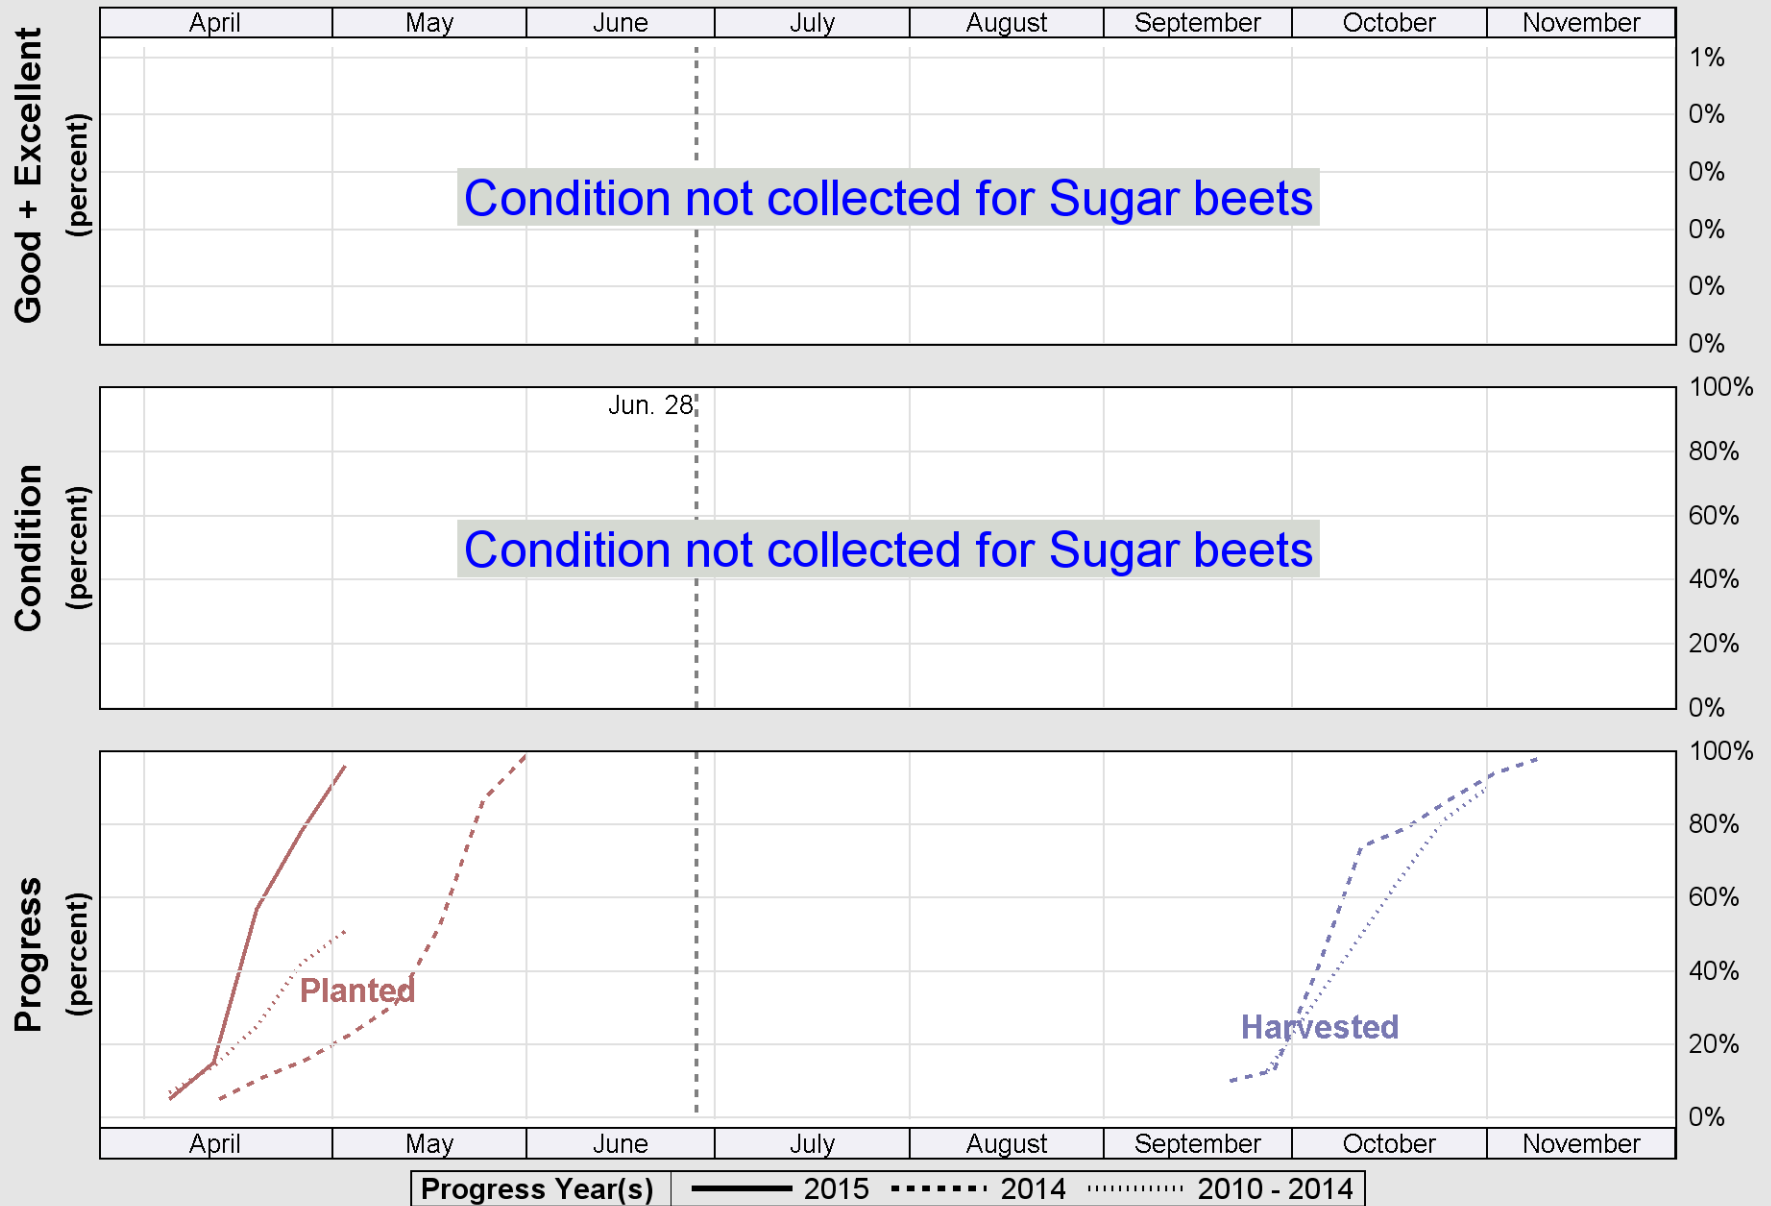 April May June July August September October November
Good + Excellent
(percent)
1%
0%
0%
0%
0%
0%
Condition not collected for Sugar beets
Condition
(percent)
100%
80%
60%
40%
20%
0%
Jun. 28
Condition not collected for Sugar beets
Progress
(percent)
100%
80%
60%
40%
20%
0%
Planted
Harvested
April May June July August September October November
Progress Year(s) 2015 2014 2010 - 2014